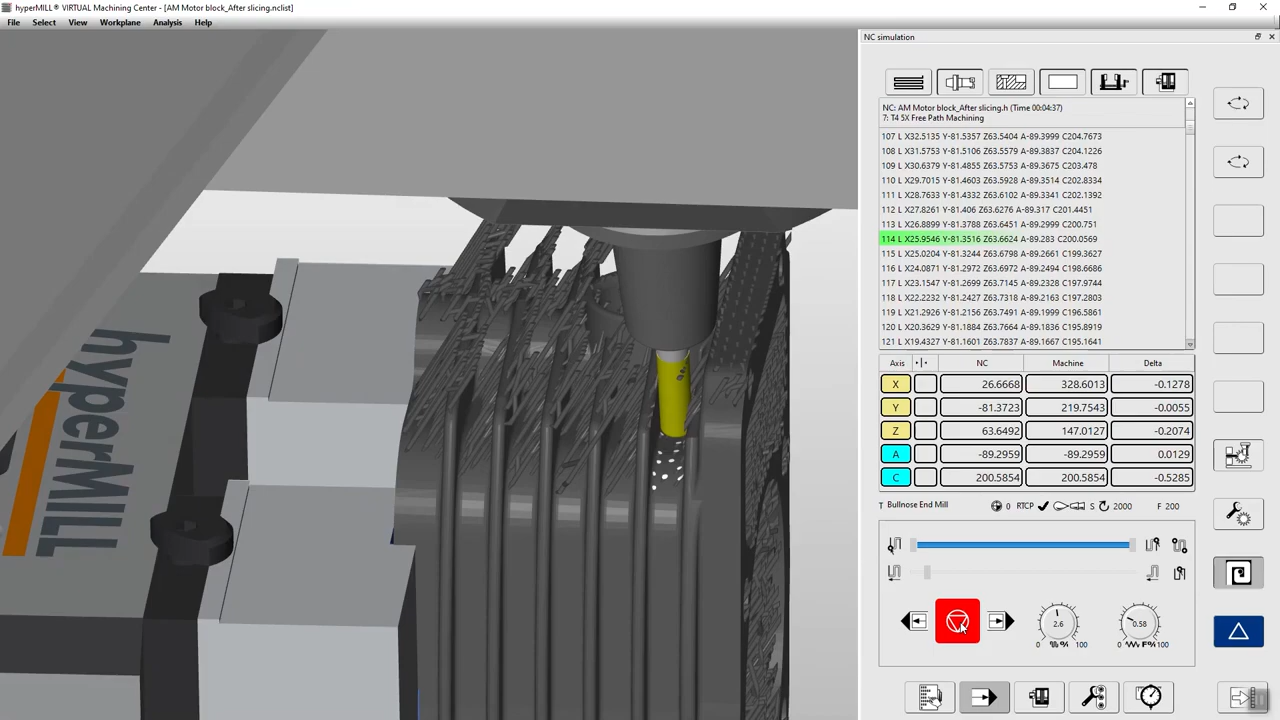 hyperMILL® VIRTUAL Machining Center - [AM Motor block_After slicing.nclist]
File Select View Workplane Analysis Help
NC simulation
NC: AM Motor block_After slicing.h (Time 00:04:37)
7: T4 5X Free Path Machining
107 L X32.5135 Y-81.5357 Z63.5404 A-89.3999 C204.7673
108 L X31.5753 Y-81.5106 Z63.5579 A-89.3837 C204.1226
109 L X30.6379 Y-81.4855 Z63.5753 A-89.3675 C203.478
110 L X29.7015 Y-81.4603 Z63.5928 A-89.3514 C202.8334
111 L X28.7633 Y-81.4332 Z63.6102 A-89.3341 C202.1392
112 L X27.8261 Y-81.406 Z63.6276 A-89.317 C201.4451
113 L X26.8899 Y-81.3788 Z63.6451 A-89.2999 C200.751
114 L X25.9546 Y-81.3516 Z63.6624 A-89.283 C200.0569
115 L X25.0204 Y-81.3244 Z63.6798 A-89.2661 C199.3627
116 L X24.0871 Y-81.2972 Z63.6972 A-89.2494 C198.6686
117 L X23.1547 Y-81.2699 Z63.7145 A-89.2328 C197.9744
118 L X22.2232 Y-81.2427 Z63.7318 A-89.2163 C197.2803
119 L X21.2926 Y-81.2156 Z63.7491 A-89.1999 C196.5861
120 L X20.3629 Y-81.1884 Z63.7664 A-89.1836 C195.8919
121 L X19.4327 Y-81.1601 Z63.7837 A-89.1667 C195.1641
Axis NC Machine Delta
X 26.6668 328.6013 -0.1278
Y -81.3723 219.7543 -0.0055
Z 63.6492 147.0127 -0.2074
A -89.2959 -89.2959 0.0129
C 200.5854 200.5854 -0.5285
T Bullnose End Mill 0 RTCP S 2000 F 200
2.6 0.58
0 % 100 0 F% 100
hyperMILL